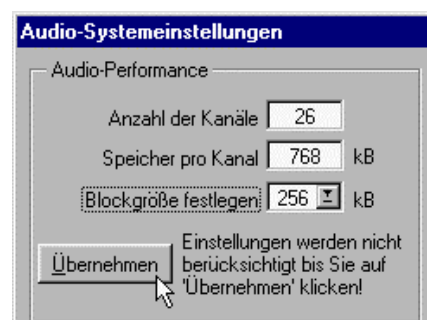 Audio-Systemeinstellungen
Audio-Performance
Anzahl der Kanäle 26
Speicher pro Kanal 768 kB
Blockgröße festlegen 256 kB
Übernehmen
Einstellungen werden nicht
berücksichtigt bis Sie auf
'Übernehmen' klicken!